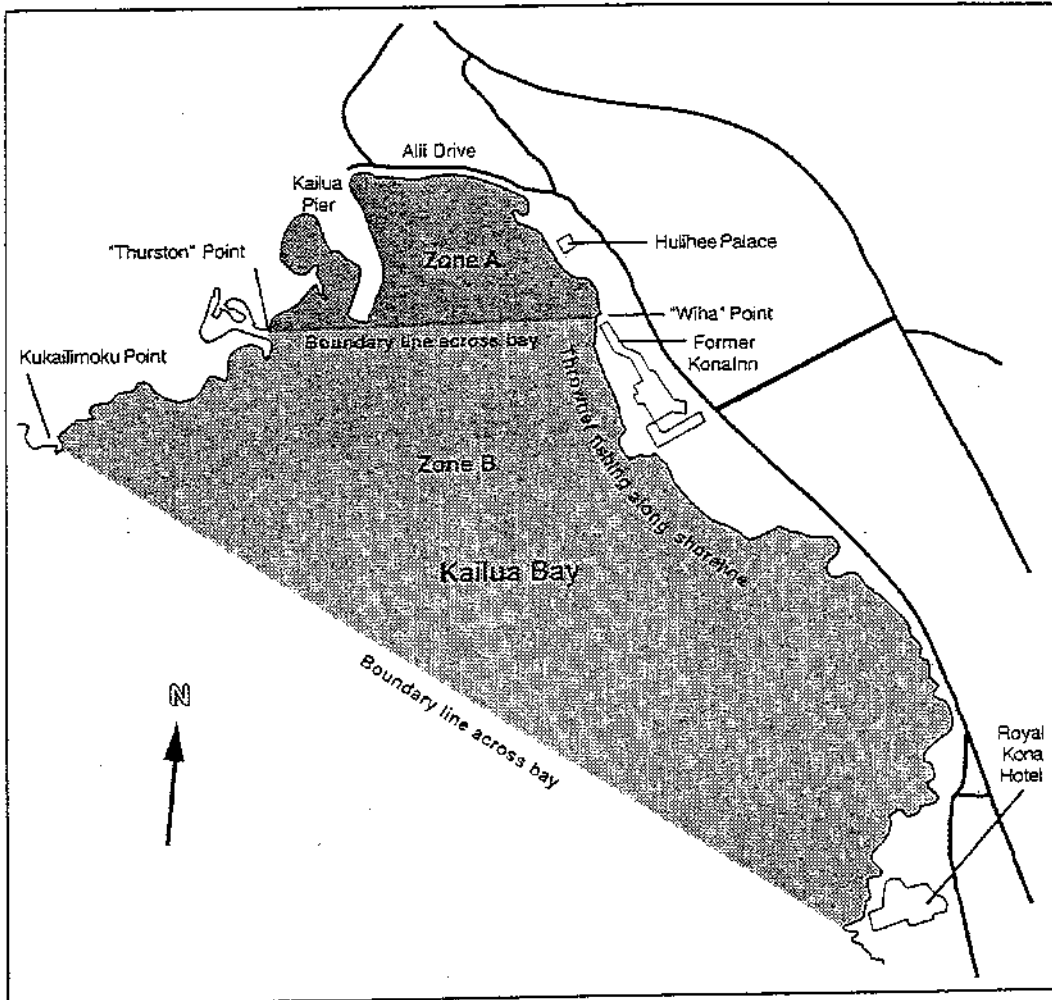 Alii Drive
Kailua
Pier
Hulihee Palace
"Thurston" Point
Zone A
"Wiha" Point
Boundary line across bay
Former
KonaInn
Kukailimoku Point
Thrownet fishing along shoreline
Zone B
Kailua Bay
Boundary line across bay
N
Royal
Kona
Hotel